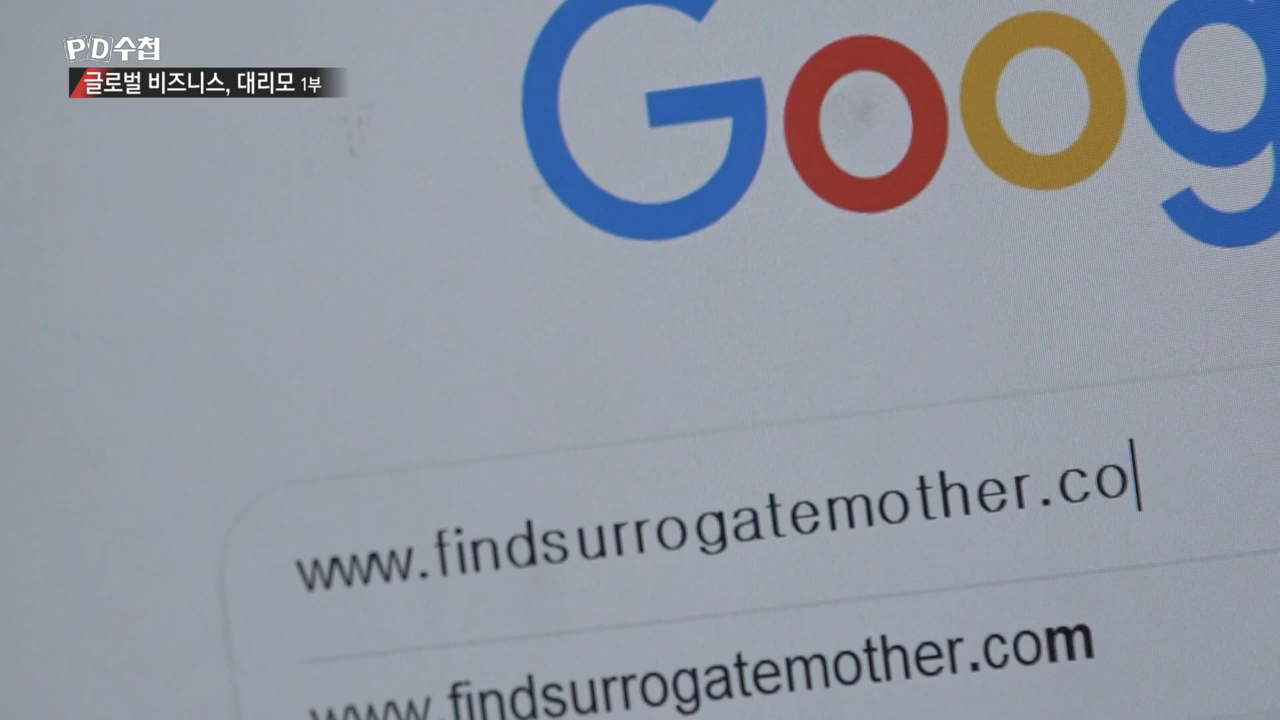 PD수첩
글로벌 비즈니스, 대리모 1부
Goog
www.findsurrogatemother.co
www.findsurrogatemother.com